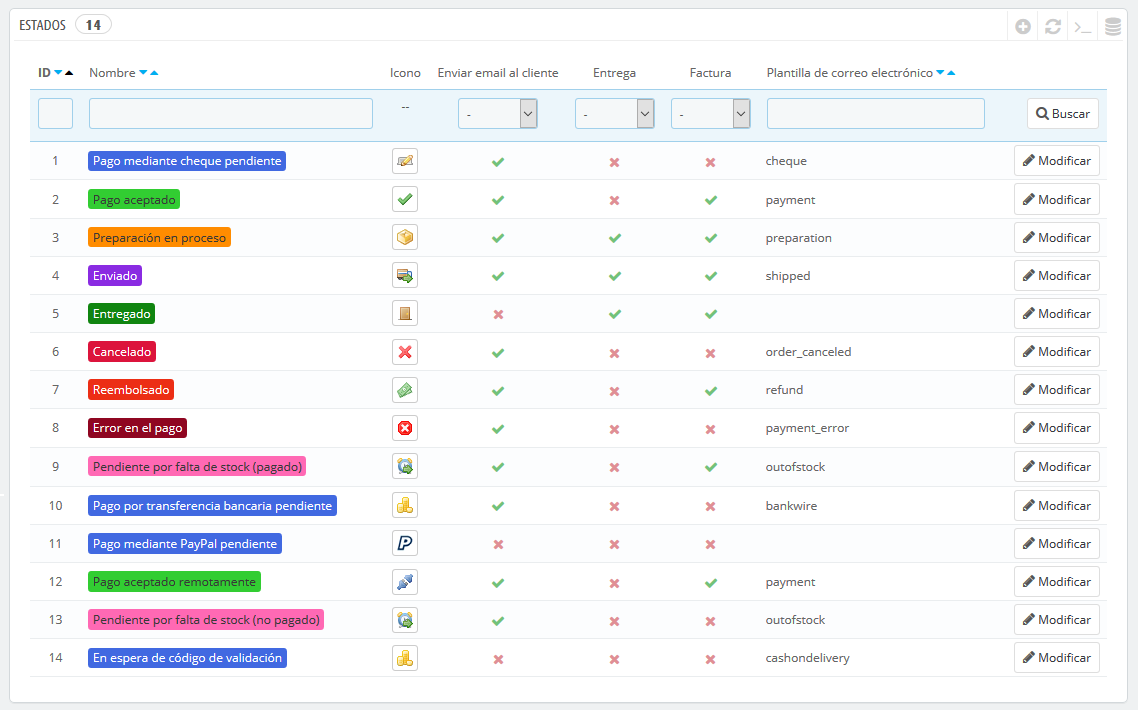 ESTADOS 14
ID Nombre Icono Enviar email al cliente Entrega Factura Plantilla de correo electrónico
-- - - - Buscar
1 Pago mediante cheque pendiente cheque Modificar
2 Pago aceptado payment Modificar
3 Preparación en proceso preparation Modificar
4 Enviado shipped Modificar
5 Entregado Modificar
6 Cancelado order_canceled Modificar
7 Reembolsado refund Modificar
8 Error en el pago payment_error Modificar
9 Pendiente por falta de stock (pagado) outofstock Modificar
10 Pago por transferencia bancaria pendiente bankwire Modificar
11 Pago mediante PayPal pendiente Modificar
12 Pago aceptado remotamente payment Modificar
13 Pendiente por falta de stock (no pagado) outofstock Modificar
14 En espera de código de validación cashondelivery Modificar